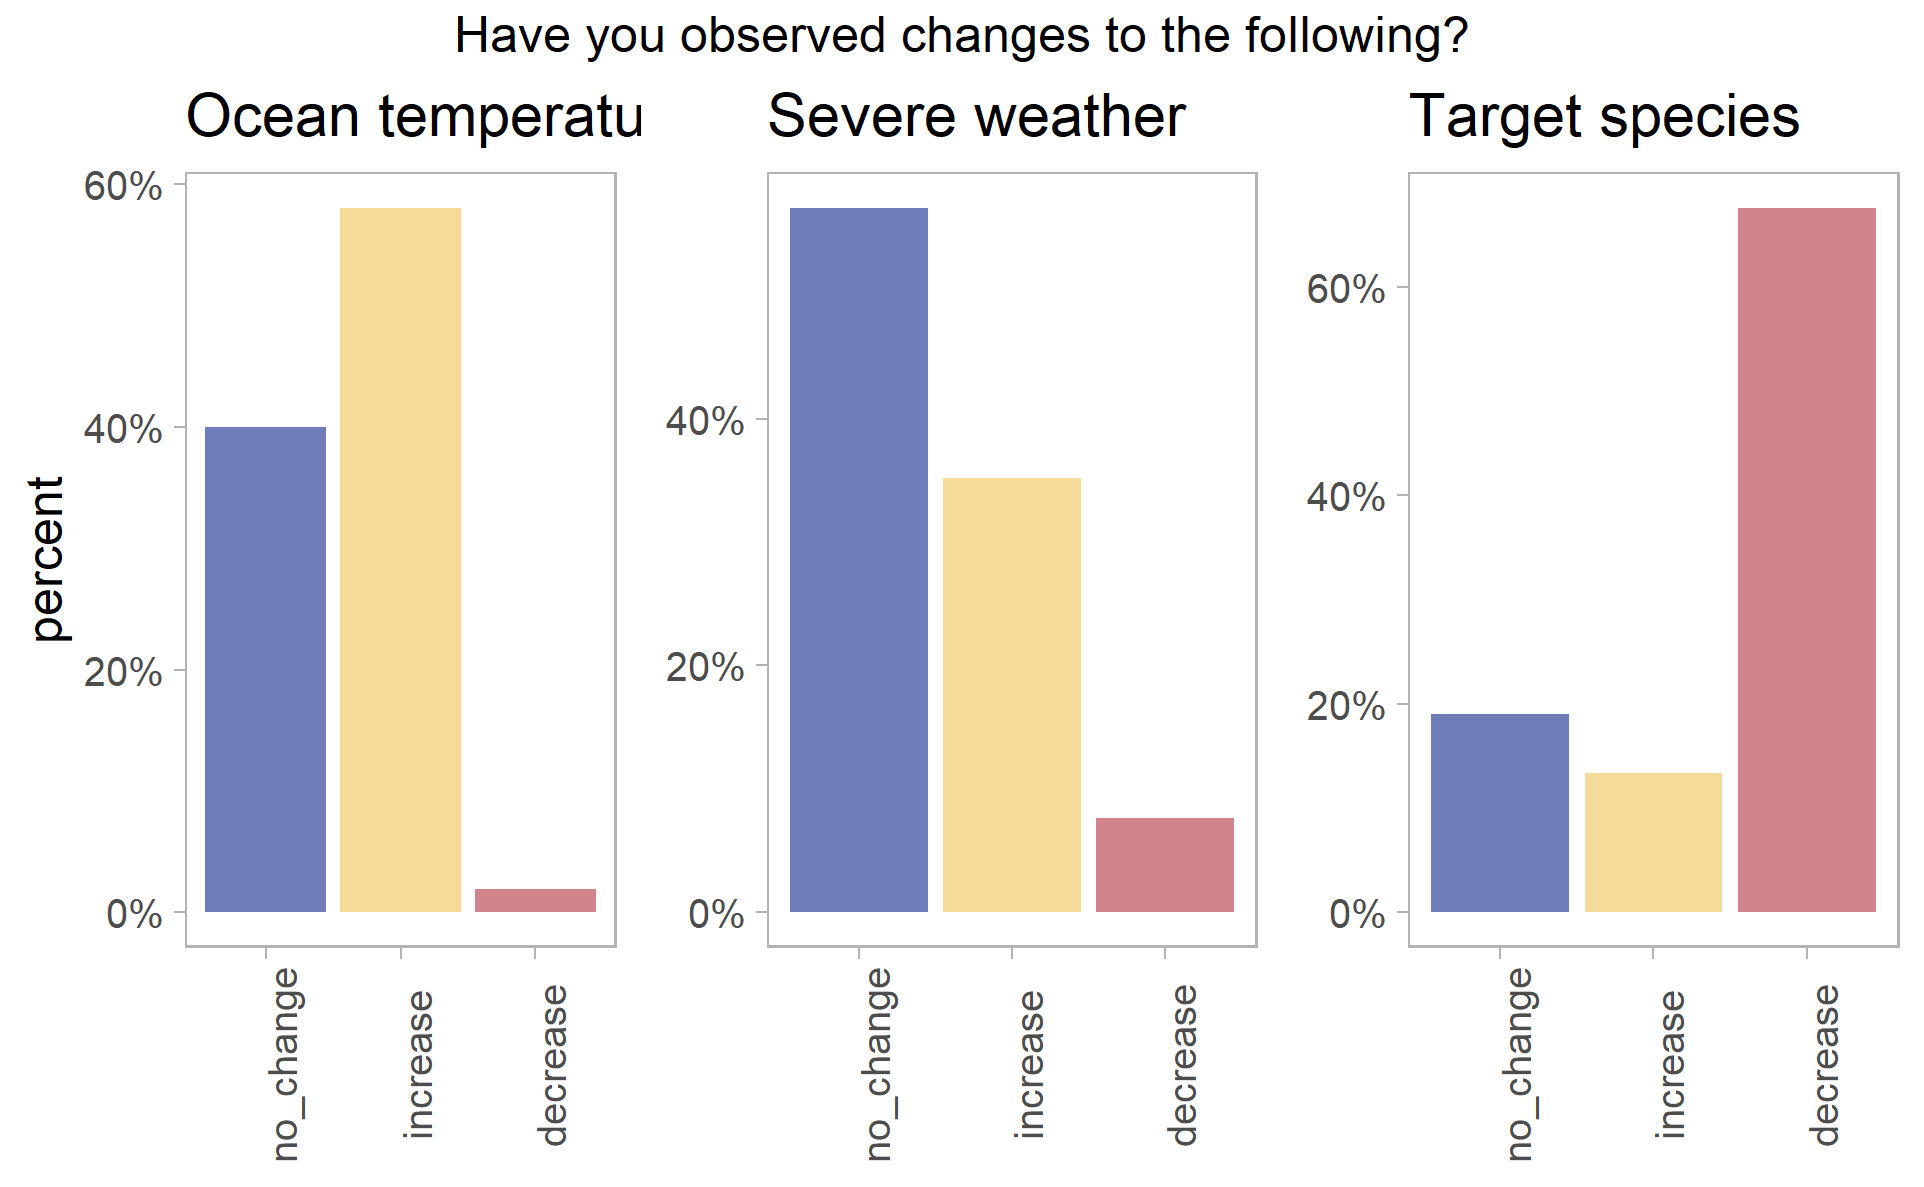 Have you observed changes to the following?
Ocean temperatu
Severe weather
Target species
percent
60%
40%
20%
0%
no_change
increase
decrease
40%
20%
0%
no_change
increase
decrease
60%
40%
20%
0%
no_change
increase
decrease